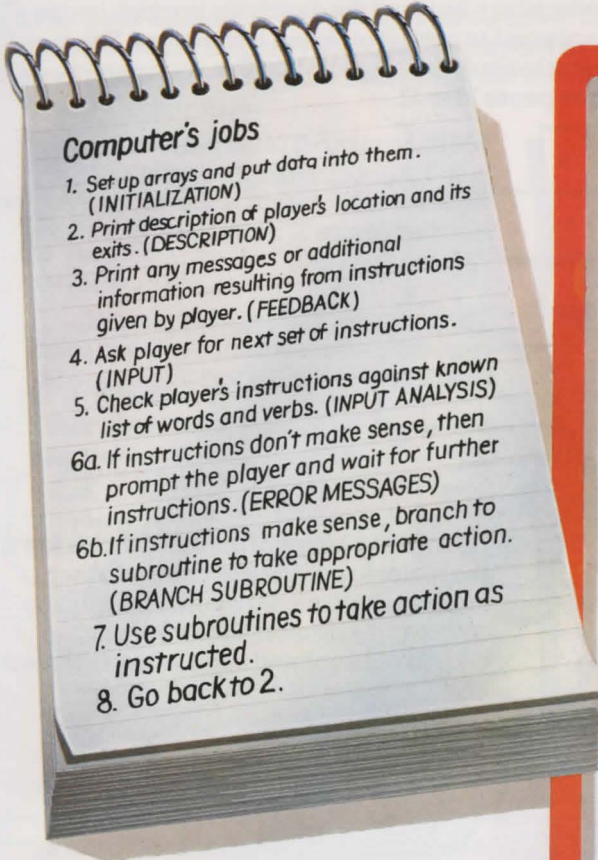 Computer's jobs
1. Set up arrays and put data into them.
(INITIALIZATION)
2. Print description of player's location and its
exits. (DESCRIPTION)
3. Print any messages or additional
information resulting from instructions
given by player. (FEEDBACK)
4. Ask player for next set of instructions.
(INPUT)
5. Check player's instructions against known
list of words and verbs. (INPUT ANALYSIS)
6a. If instructions don't make sense, then
prompt the player and wait for further
instructions. (ERROR MESSAGES)
6b. If instructions make sense, branch to
subroutine to take appropriate action.
(BRANCH SUBROUTINE)
7. Use subroutines to take action as
instructed.
8. Go back to 2.